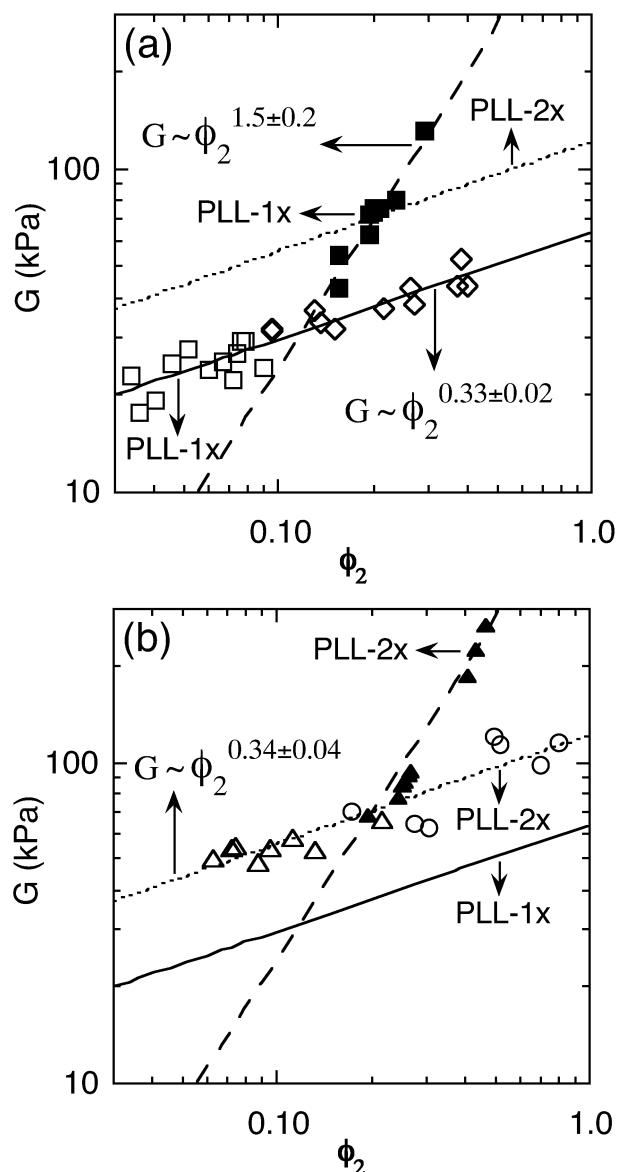 (a)
G ~ ϕ₂^1.5±0.2
PLL-2x
100
PLL-1x
G (kPa)
G ~ ϕ₂^0.33±0.02
PLL-1x
10
0.10 1.0
ϕ₂
(b)
PLL-2x
G ~ ϕ₂^0.34±0.04
100
PLL-2x
G (kPa)
PLL-1x
10
0.10 1.0
ϕ₂